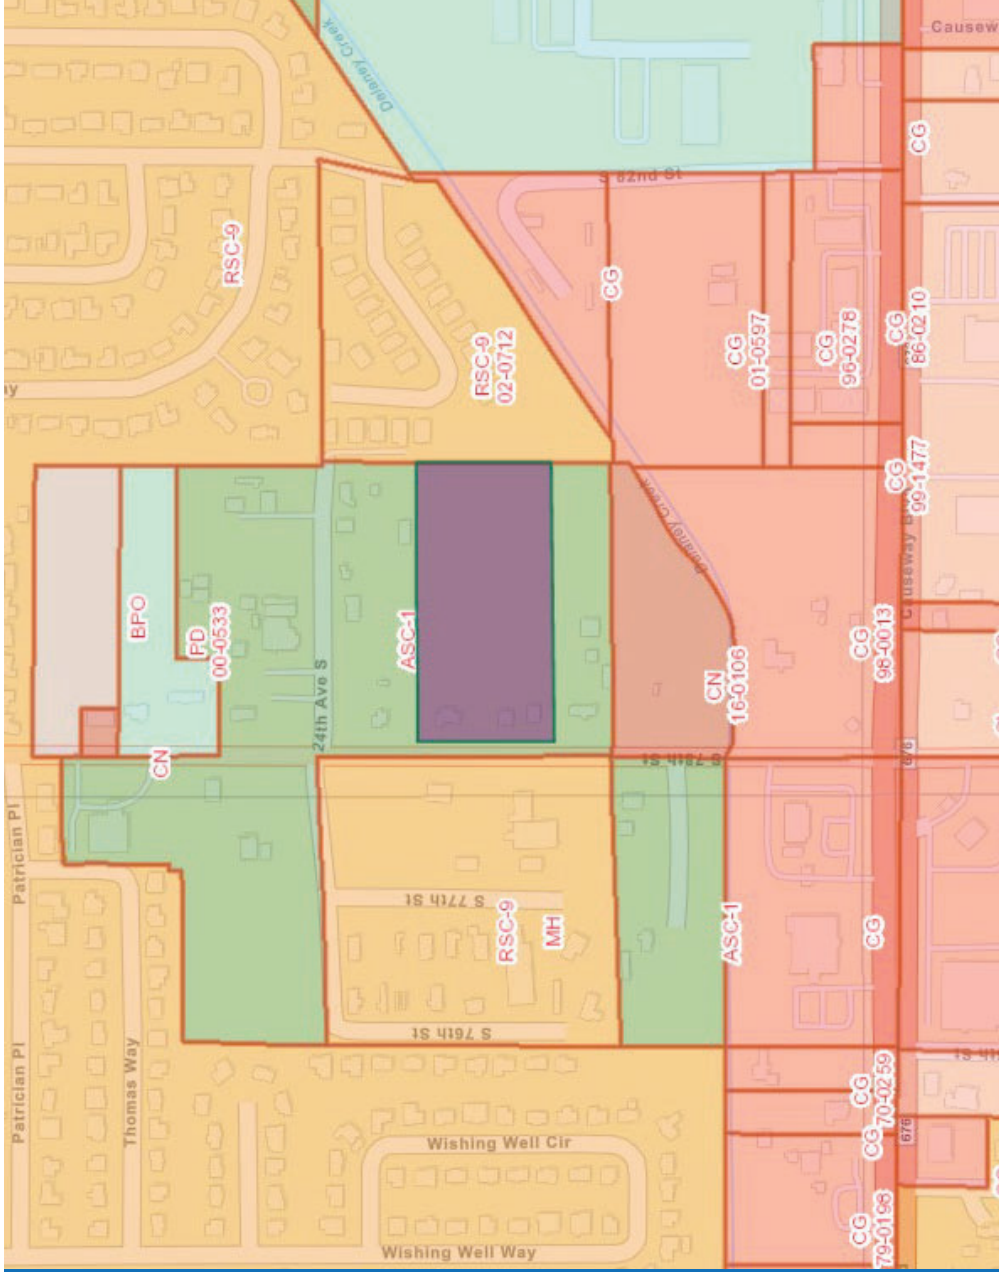 Causew
Delaney Creek
CG
S 82nd St
RSC-9
CG
CG
86-0210
CG
01-0597
CG
96-0278
RSC-9
02-0712
CG
99-1477
Delaney Creek
Causeway Blvd
BPO
PD
00-0533
ASC-1
24th Ave S
CN
16-0106
CG
98-0013
S 78th St
676
CN
Patrician Pl
S 77th St
RSC-9
MH
ASC-1
CG
S 76th St
Patrician Pl
Thomas Way
CG
70-0259
676
CG
Wishing Well Cir
CG
79-0198
Wishing Well Way